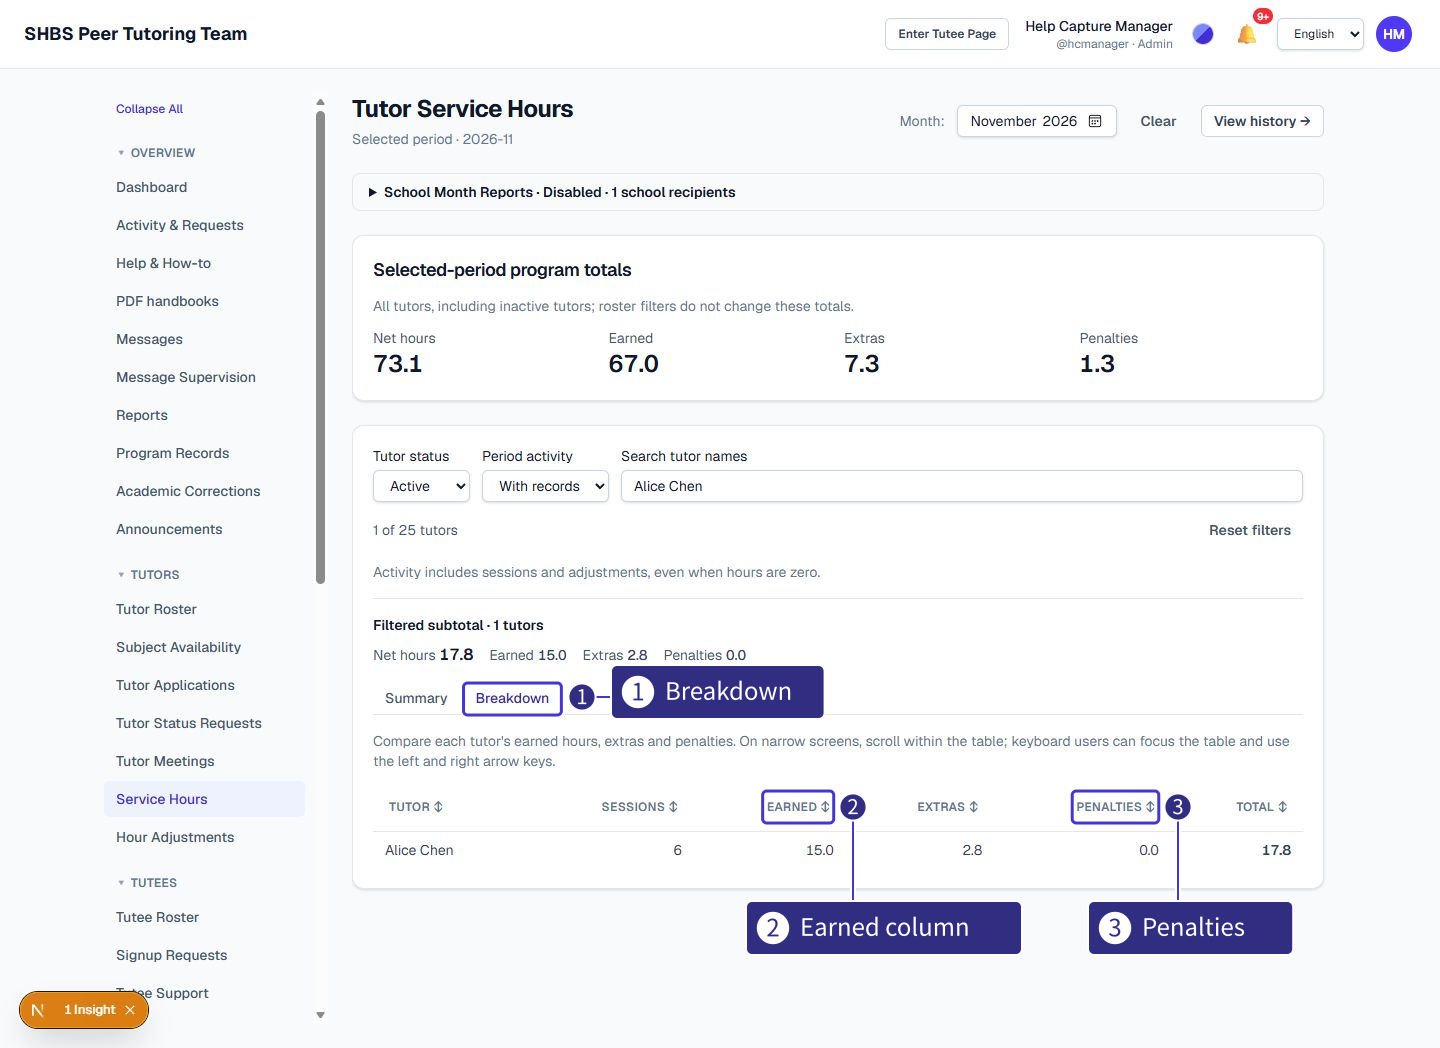 SHBS Peer Tutoring Team
Enter Tutee Page
Help Capture Manager
@hcmanager · Admin
9+
English
HM
Collapse All
OVERVIEW
Dashboard
Activity & Requests
Help & How-to
PDF handbooks
Messages
Message Supervision
Reports
Program Records
Academic Corrections
Announcements
TUTORS
Tutor Roster
Subject Availability
Tutor Applications
Tutor Status Requests
Tutor Meetings
Service Hours
Hour Adjustments
TUTEES
Tutee Roster
Signup Requests
Tutee Support
N 1 Insight ×
Tutor Service Hours
Selected period · 2026-11
Month: November 2026 Clear View history →
▶ School Month Reports · Disabled · 1 school recipients
Selected-period program totals
All tutors, including inactive tutors; roster filters do not change these totals.
Net hours Earned Extras Penalties
73.1 67.0 7.3 1.3
Tutor status Period activity Search tutor names
Active With records Alice Chen
1 of 25 tutors Reset filters
Activity includes sessions and adjustments, even when hours are zero.
Filtered subtotal · 1 tutors
Net hours 17.8 Earned 15.0 Extras 2.8 Penalties 0.0
Summary Breakdown 1 1 Breakdown
Compare each tutor's earned hours, extras and penalties. On narrow screens, scroll within the table; keyboard users can focus the table and use
the left and right arrow keys.
TUTOR ↕ SESSIONS ↕ EARNED ↕ 2 EXTRAS ↕ PENALTIES ↕ 3 TOTAL ↕
Alice Chen 6 15.0 2.8 0.0 17.8
2 Earned column 3 Penalties